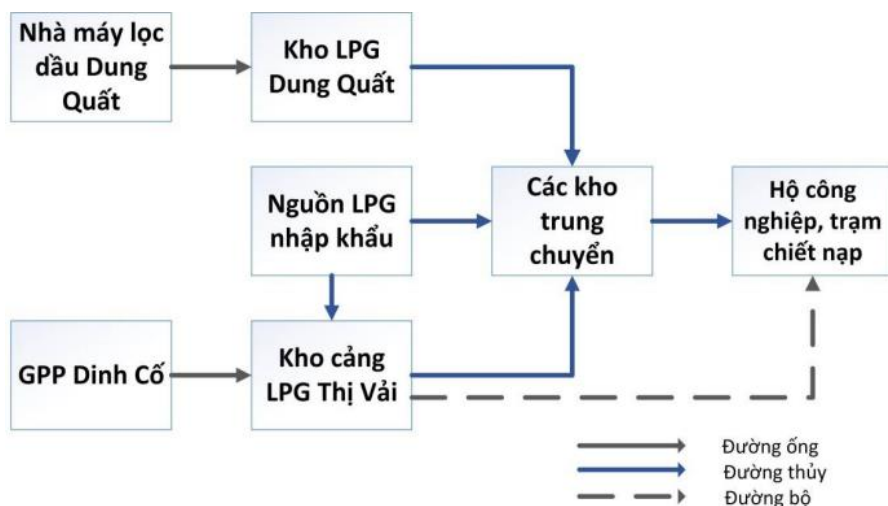 Nhà máy lọc
dầu Dung
Quất
Kho LPG
Dung Quất
Nguồn LPG
nhập khẩu
Các kho
trung
chuyển
Hộ công
nghiệp, trạm
chiết nạp
GPP Dinh Cố
Kho cảng
LPG Thị Vải
Đường ống
Đường thủy
Đường bộ